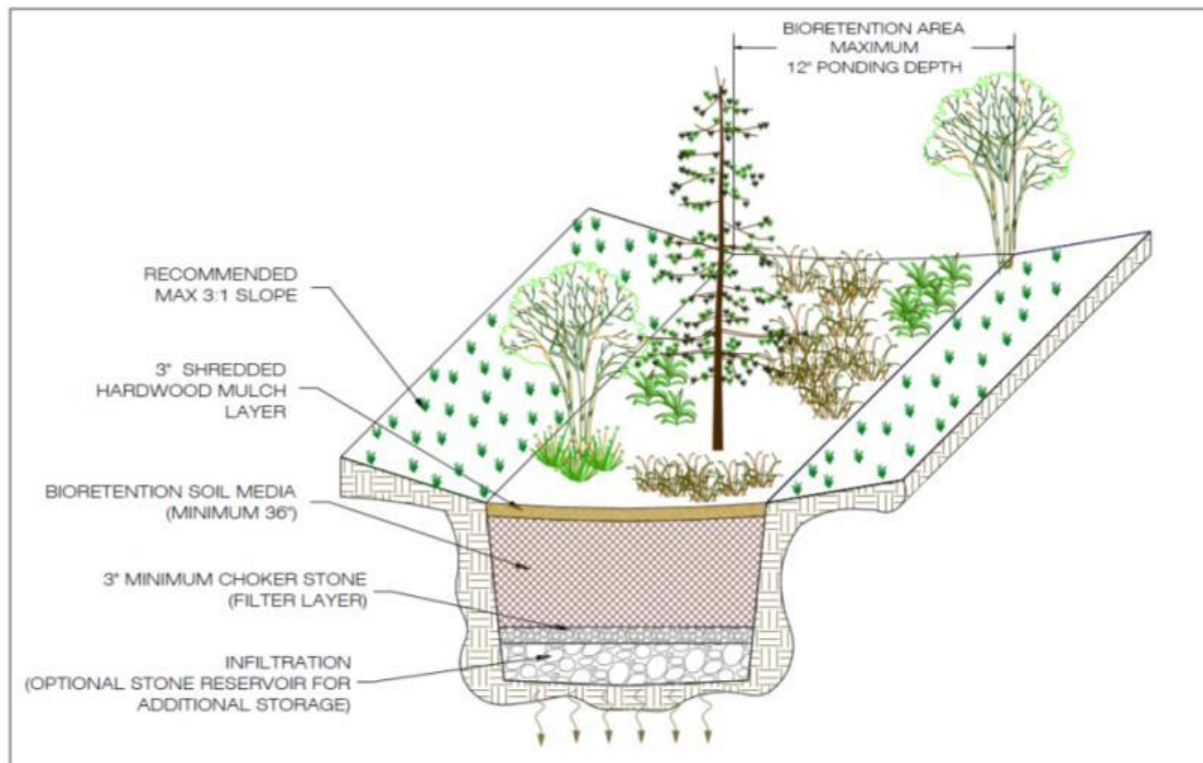 BIORETENTION AREA
MAXIMUM
12" PONDING DEPTH
RECOMMENDED
MAX 3:1 SLOPE
3" SHREDDED
HARDWOOD MULCH
LAYER
BIORETENTION SOIL MEDIA
(MINIMUM 36")
3" MINIMUM CHOKER STONE
(FILTER LAYER)
INFILTRATION
(OPTIONAL STONE RESERVOIR FOR
ADDITIONAL STORAGE)